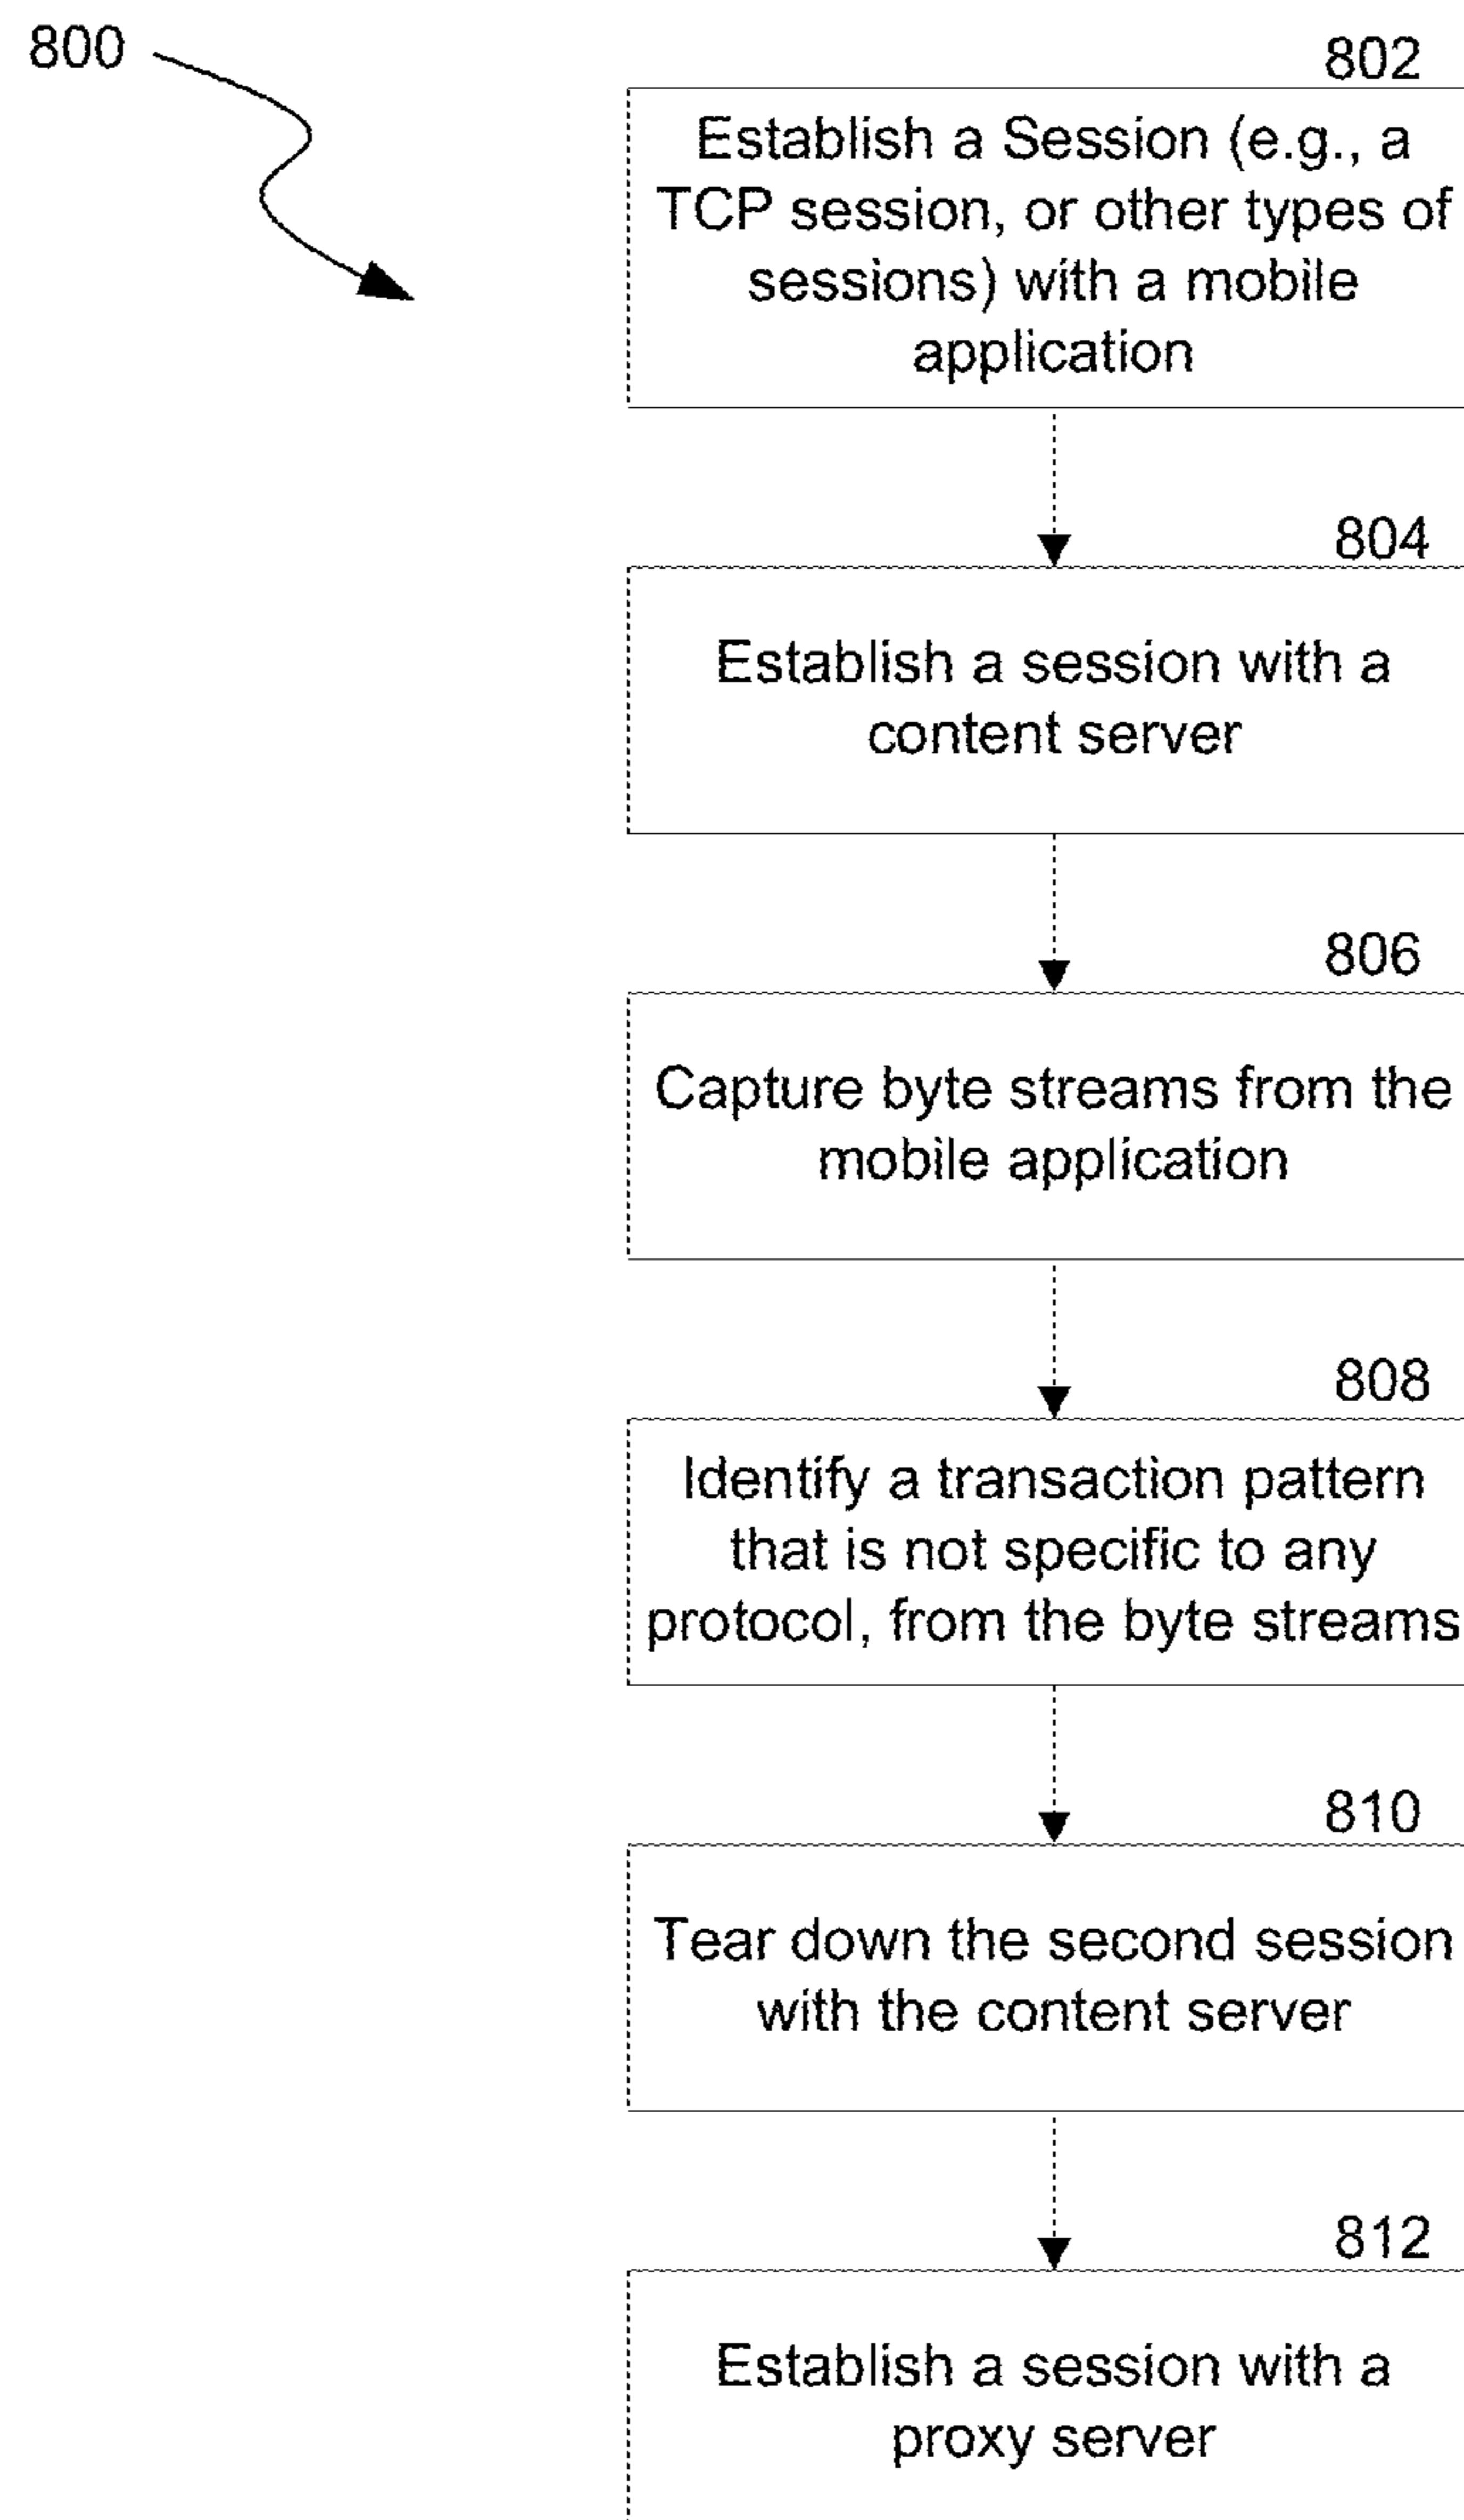 800
802
Establish a Session (e.g., a
TCP session, or other types of
sessions) with a mobile
application
804
Establish a session with a
content server
806
Capture byte streams from the
mobile application
808
Identify a transaction pattern
that is not specific to any
protocol, from the byte streams
810
Tear down the second session
with the content server
812
Establish a session with a
proxy server